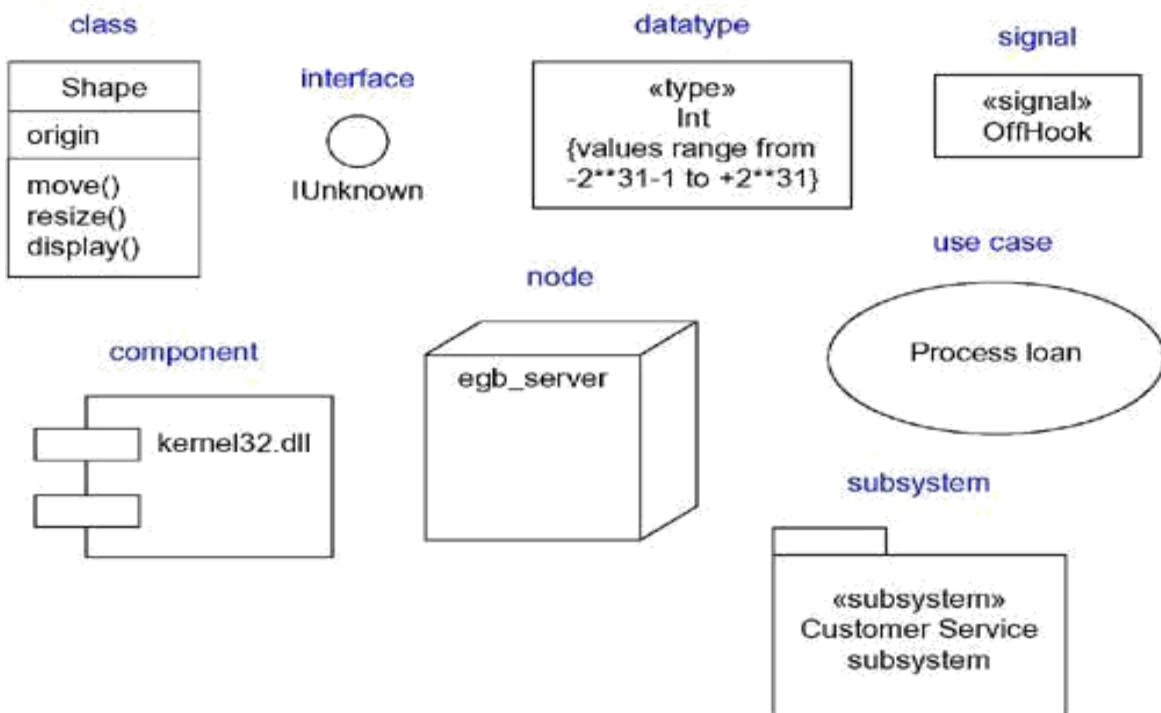 class
Shape
origin
move()
resize()
display()
interface
IUnknown
datatype
«type»
Int
{values range from
-2**31-1 to +2**31}
signal
«signal»
OffHook
use case
Process loan
node
egb_server
component
kernel32.dll
subsystem
«subsystem»
Customer Service
subsystem